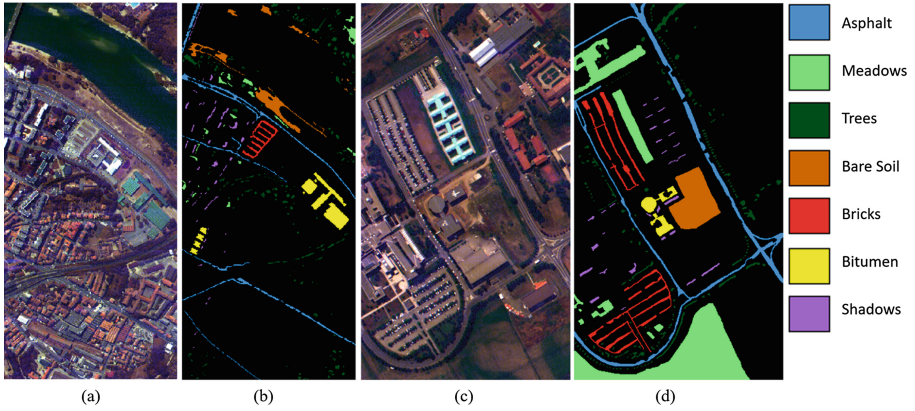 Asphalt
Meadows
Trees
Bare Soil
Bricks
Bitumen
Shadows
(a)
(b)
(c)
(d)